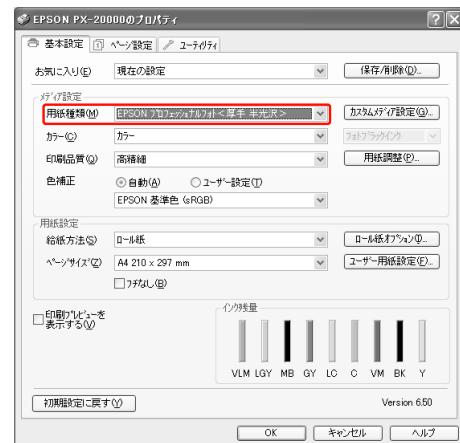 EPSON PX-20000のプロパティ
基本設定 ページ設定 ユーティリティ
お気に入り(E) 現在の設定 保存/削除(D)...
メディア設定
用紙種類(M) EPSON プロフェッショナルフォト<厚手 半光沢> カスタムメディア設定(G)...
カラー(C) カラー フォトブラックインク
印刷品質(Q) 高精細 用紙調整(P)...
色補正 自動(A) ユーザー設定(T)
EPSON 基準色 (sRGB)
用紙設定
給紙方法(S) ロール紙 ロール紙オプション(J)...
ページサイズ(Z) A4 210 x 297 mm ユーザー用紙設定(F)...
フチなし(B)
印刷プレビューを
表示する(V)
インク残量
VLM LGY MB GY LC C VM BK Y
初期設定に戻す(Y) Version 6.50
OK キャンセル ヘルプ